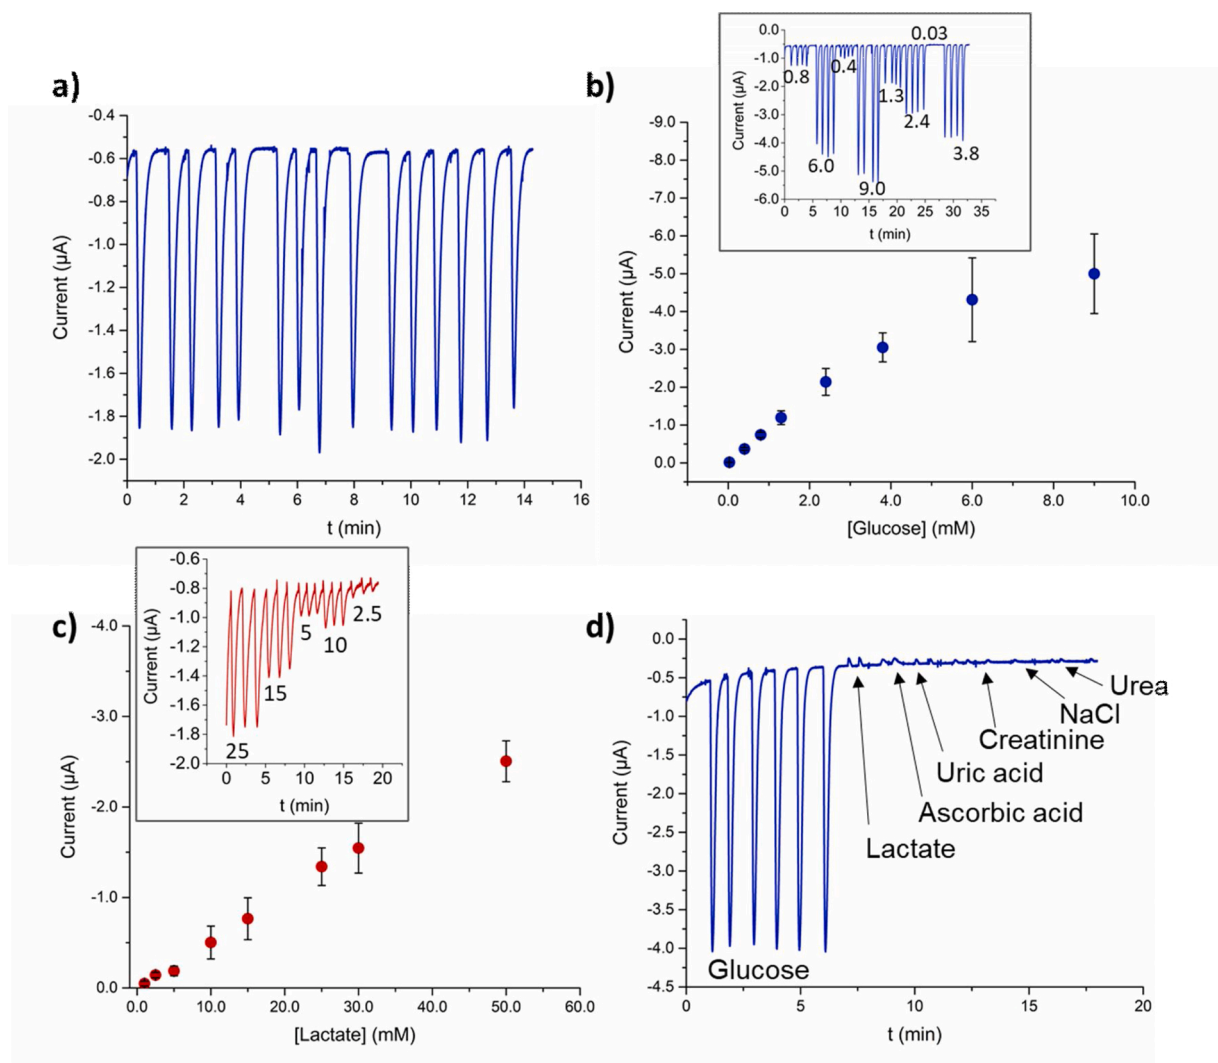 a)
-0.4
-0.6
-0.8
-1.0
-1.2
-1.4
-1.6
-1.8
-2.0
Current (µA)
0 2 4 6 8 10 12 14 16
t (min)
b)
-9.0
-8.0
-7.0
-6.0
-5.0
-4.0
-3.0
-2.0
-1.0
0.0
Current (µA)
0.0 2.0 4.0 6.0 8.0 10.0
[Glucose] (mM)
0.0
-1.0
-2.0
-3.0
-4.0
-5.0
-6.0
Current (µA)
0.03
0.8
0.4
1.3
2.4
3.8
6.0
9.0
0 5 10 15 20 25 30 35
t (min)
c)
-4.0
-3.0
-2.0
-1.0
0.0
Current (µA)
0.0 10.0 20.0 30.0 40.0 50.0 60.0
[Lactate] (mM)
-0.6
-0.8
-1.0
-1.2
-1.4
-1.6
-1.8
-2.0
Current (µA)
2.5
5
10
15
25
0 5 10 15 20
t (min)
d)
0.0
-0.5
-1.0
-1.5
-2.0
-2.5
-3.0
-3.5
-4.0
-4.5
Current (µA)
Urea
NaCl
Creatinine
Uric acid
Ascorbic acid
Lactate
Glucose
0 5 10 15 20
t (min)